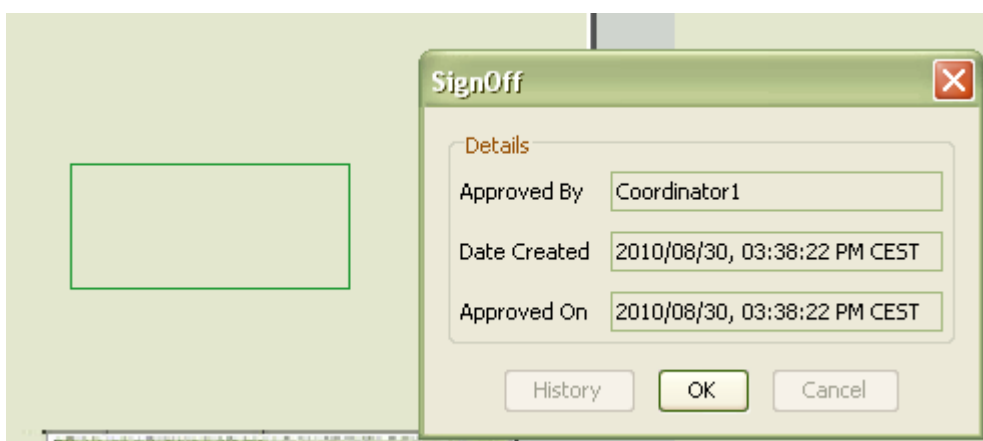 SignOff
Details
Approved By Coordinator1
Date Created 2010/08/30, 03:38:22 PM CEST
Approved On 2010/08/30, 03:38:22 PM CEST
History OK Cancel